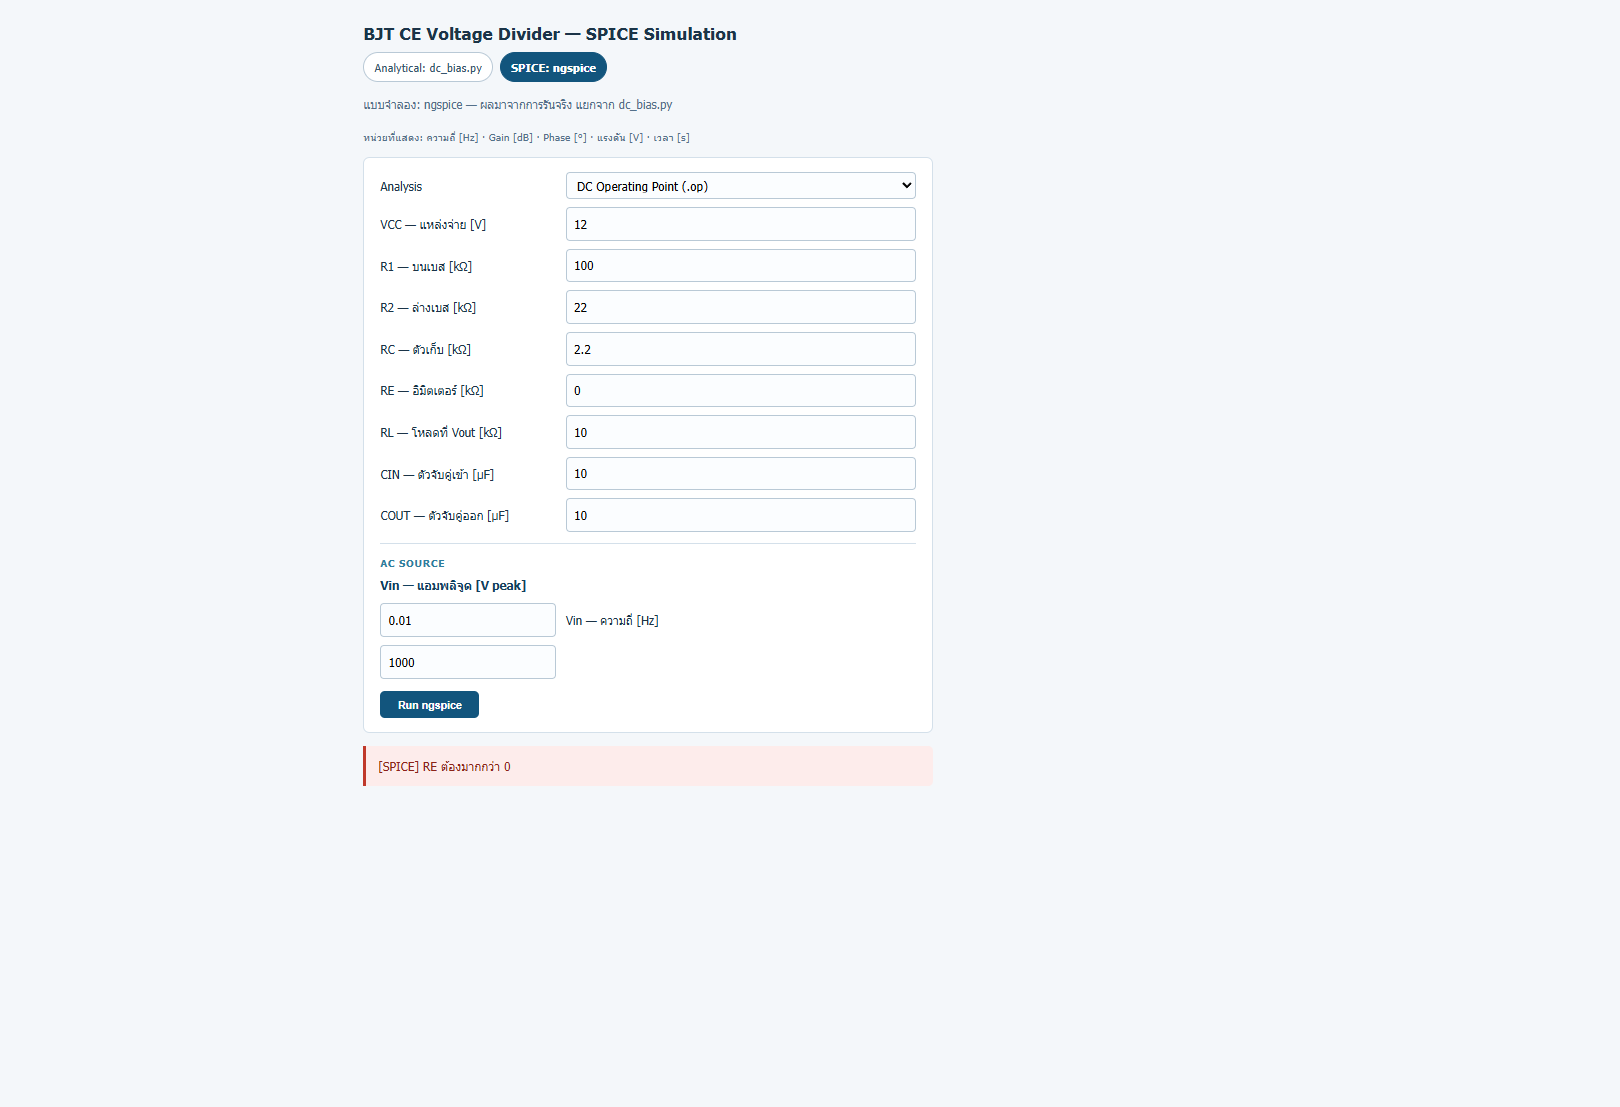 BJT CE Voltage Divider — SPICE Simulation
Analytical: dc_bias.py
SPICE: ngspice
แบบจำลอง: ngspice — ผลมาจากการรันจริง แยกจาก dc_bias.py
หน่วยที่แสดง: ความถี่ [Hz] · Gain [dB] · Phase [°] · แรงดัน [V] · เวลา [s]
Analysis
DC Operating Point (.op)
VCC — แหล่งจ่าย [V]
12
R1 — บนเบส [kΩ]
100
R2 — ล่างเบส [kΩ]
22
RC — ตัวเก็บ [kΩ]
2.2
RE — อิมิตเตอร์ [kΩ]
0
RL — โหลดที่ Vout [kΩ]
10
CIN — ตัวจับคู่เข้า [µF]
10
COUT — ตัวจับคู่ออก [µF]
10
AC SOURCE
Vin — แอมพลิจูด [V peak]
0.01
Vin — ความถี่ [Hz]
1000
Run ngspice
[SPICE] RE ต้องมากกว่า 0